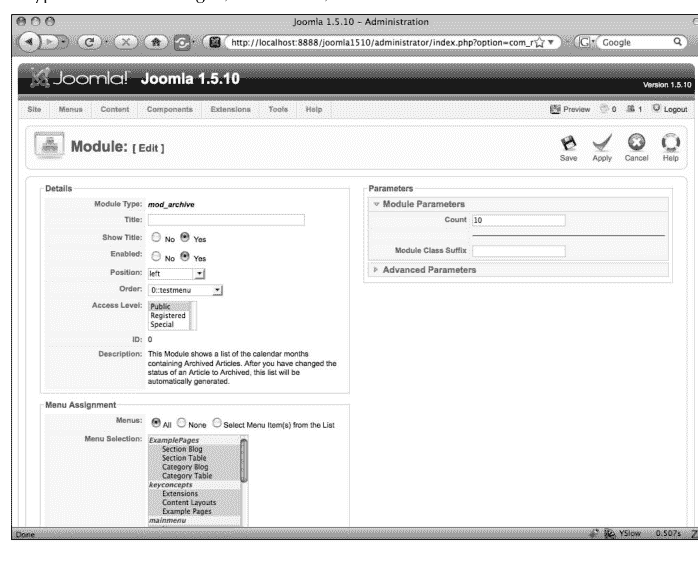 Joomla 1.5.10 - Administration
http://localhost:8888/joomla1510/administrator/index.php?option=com_r
Google
Joomla! Joomla 1.5.10
Version 1.5.10
Site Menus Content Components Extensions Tools Help
Preview 0 1 Logout
Module: [ Edit ]
Save Apply Cancel Help
Details
Module Type: mod_archive
Title:
Show Title: No Yes
Enabled: No Yes
Position: left
Order: 0::testmenu
Access Level: Public
Registered
Special
ID: 0
Description: This Module shows a list of the calendar months
containing Archived Articles. After you have changed the
status of an Article to Archived, this list will be
automatically generated.
Menu Assignment
Menus: All None Select Menu Item(s) from the List
Menu Selection: ExamplePages
Section Blog
Section Table
Category Blog
Category Table
keyconcepts
Extensions
Content Layouts
Example Pages
mainmenu
Parameters
Module Parameters
Count 10
Module Class Suffix
Advanced Parameters
Done
YSlow 0.507s